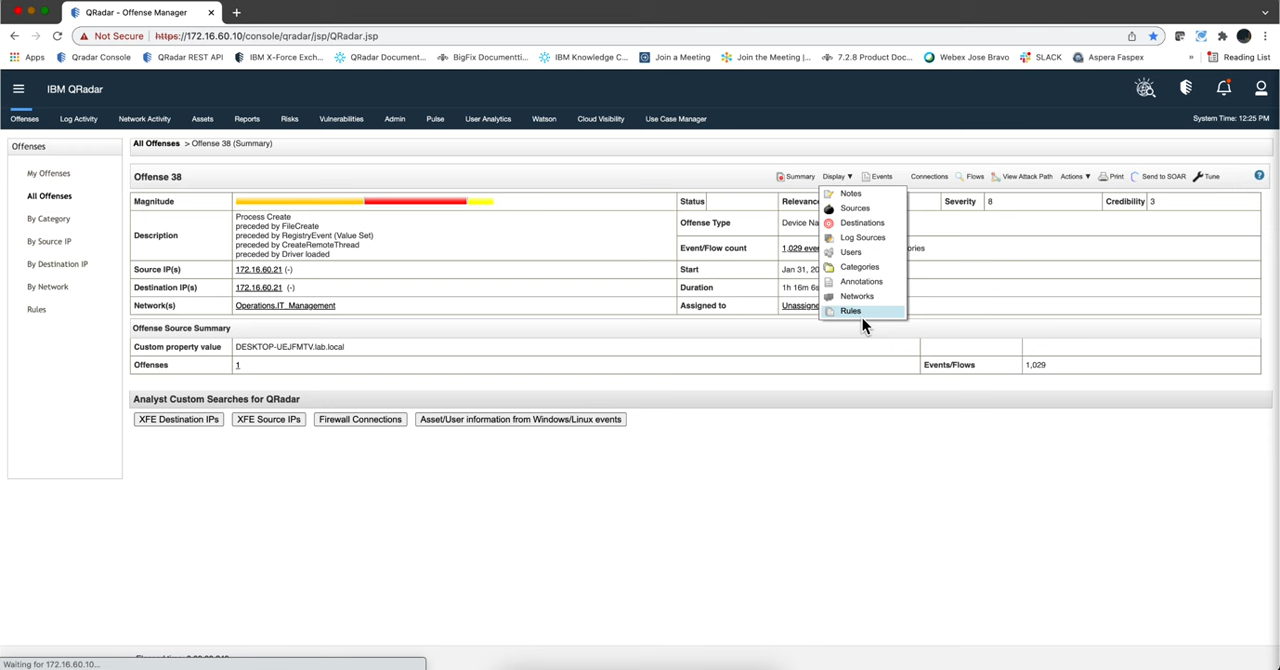 QRadar - Offense Manager
Not Secure https://172.16.60.10/console/qradar/jsp/QRadar.jsp
Apps Qradar Console QRadar REST API IBM X-Force Exch... QRadar Document... BigFix Documentti... IBM Knowledge C... Join a Meeting Join the Meeting |... 7.2.8 Product Doc... Webex Jose Bravo SLACK Aspera Faspex » Reading List
IBM QRadar
Offenses Log Activity Network Activity Assets Reports Risks Vulnerabilities Admin Pulse User Analytics Watson Cloud Visibility Use Case Manager System Time: 12:25 PM
Offenses
My Offenses
All Offenses
By Category
By Source IP
By Destination IP
By Network
Rules
All Offenses > Offense 38 (Summary)
Offense 38
Summary Display ▼ Events Connections Flows View Attack Path Actions ▼ Print Send to SOAR Tune
Notes
Sources
Destinations
Log Sources
Users
Categories
Annotations
Networks
Rules
Magnitude Status Relevance Severity 8 Credibility 3
Description
Process Create
preceded by FileCreate
preceded by RegistryEvent (Value Set)
preceded by CreateRemoteThread
preceded by Driver loaded
Offense Type Device Na
Event/Flow count 1,029 eve
Source IP(s) 172.16.60.21 (-) Start Jan 31, 20
Destination IP(s) 172.16.60.21 (-) Duration 1h 16m 6s
Network(s) Operations.IT_Management Assigned to Unassign
Offense Source Summary
Custom property value DESKTOP-UEJFMTV.lab.local
Offenses 1 Events/Flows 1,029
Analyst Custom Searches for QRadar
XFE Destination IPs XFE Source IPs Firewall Connections Asset/User information from Windows/Linux events
Waiting for 172.16.60.10...